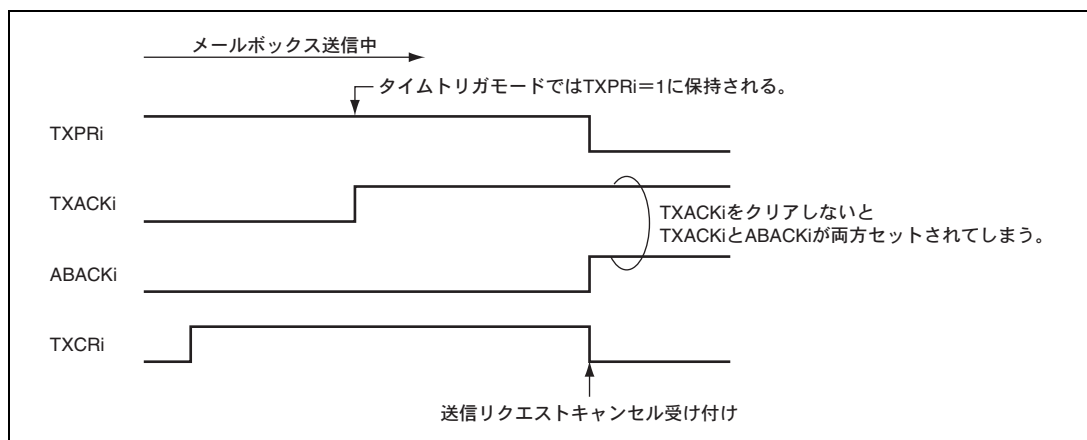 メールボックス送信中
タイムトリガモードではTXPRi＝1に保持される。
TXPRi
TXACKi
TXACKiをクリアしないと
TXACKiとABACKiが両方セットされてしまう。
ABACKi
TXCRi
送信リクエストキャンセル受け付け